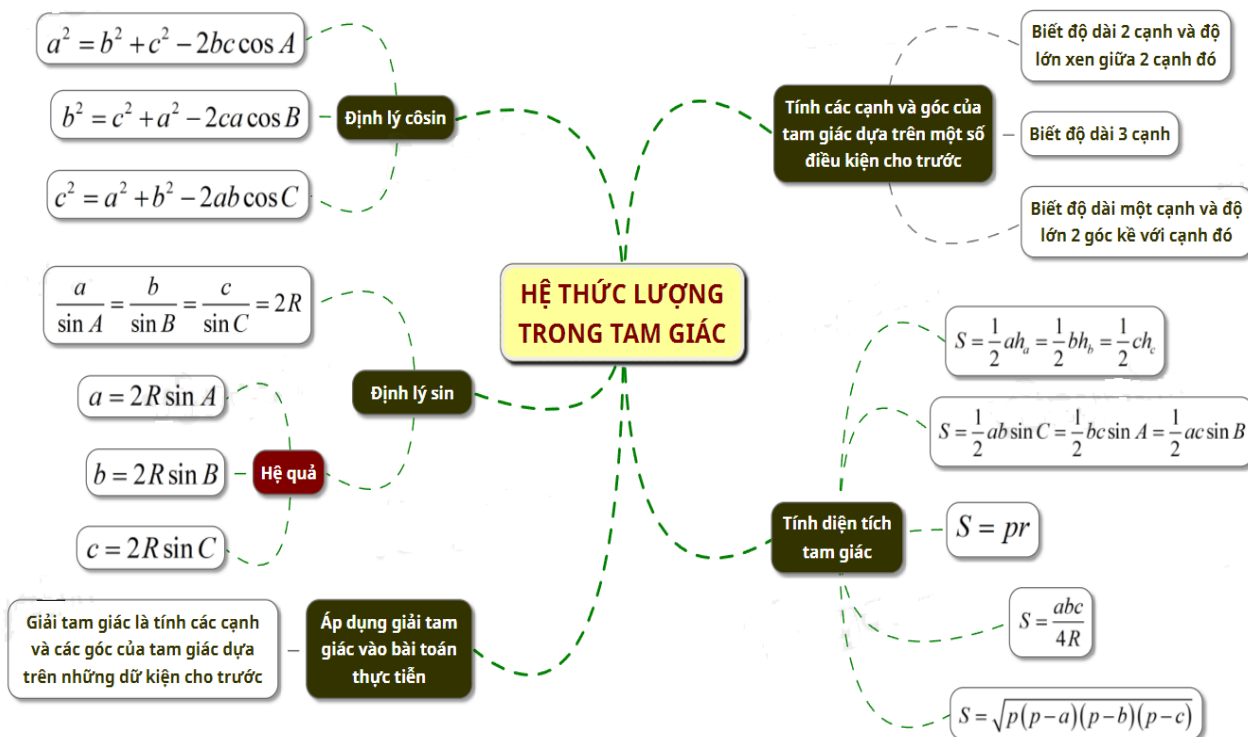 HỆ THỨC LƯỢNG
TRONG TAM GIÁC
Định lý côsin
a² = b² + c² − 2bc cos A
b² = c² + a² − 2ca cos B
c² = a² + b² − 2ab cos C
Định lý sin
a/sin A = b/sin B = c/sin C = 2R
Hệ quả
a = 2R sin A
b = 2R sin B
c = 2R sin C
Áp dụng giải tam
giác vào bài toán
thực tiễn
Giải tam giác là tính các cạnh
và các góc của tam giác dựa
trên những dữ kiện cho trước
Tính các cạnh và góc của
tam giác dựa trên một số
điều kiện cho trước
Biết độ dài 2 cạnh và độ
lớn xen giữa 2 cạnh đó
Biết độ dài 3 cạnh
Biết độ dài một cạnh và độ
lớn 2 góc kề với cạnh đó
Tính diện tích
tam giác
S = 1/2 ahₐ = 1/2 bh_b = 1/2 ch_c
S = 1/2 ab sin C = 1/2 bc sin A = 1/2 ac sin B
S = pr
S = abc/4R
S = √(p(p − a)(p − b)(p − c))